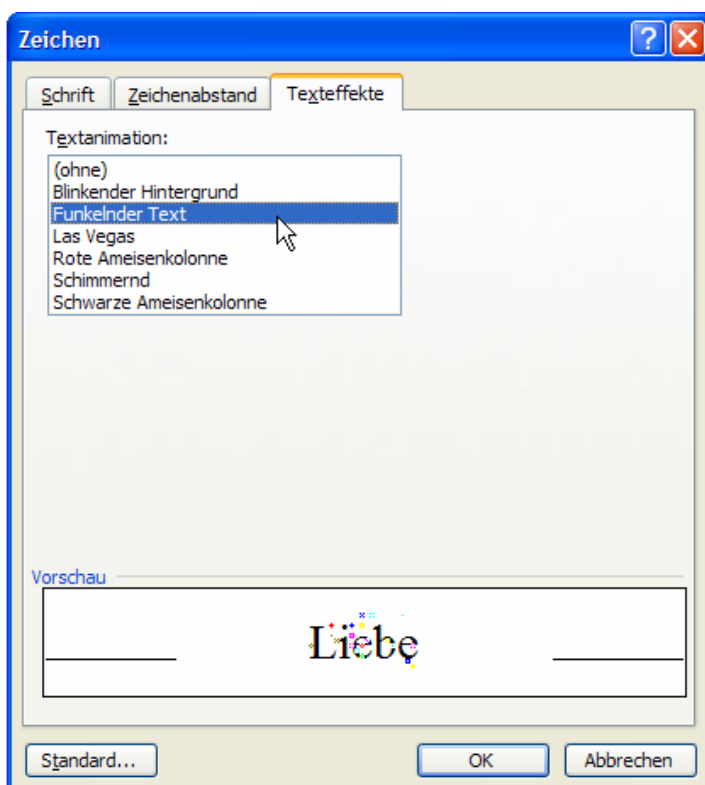 Zeichen
Schrift Zeichenabstand Texteffekte
Textanimation:
(ohne)
Blinkender Hintergrund
Funkelnder Text
Las Vegas
Rote Ameisenkolonne
Schimmernd
Schwarze Ameisenkolonne
Vorschau
Liebe
Standard... OK Abbrechen